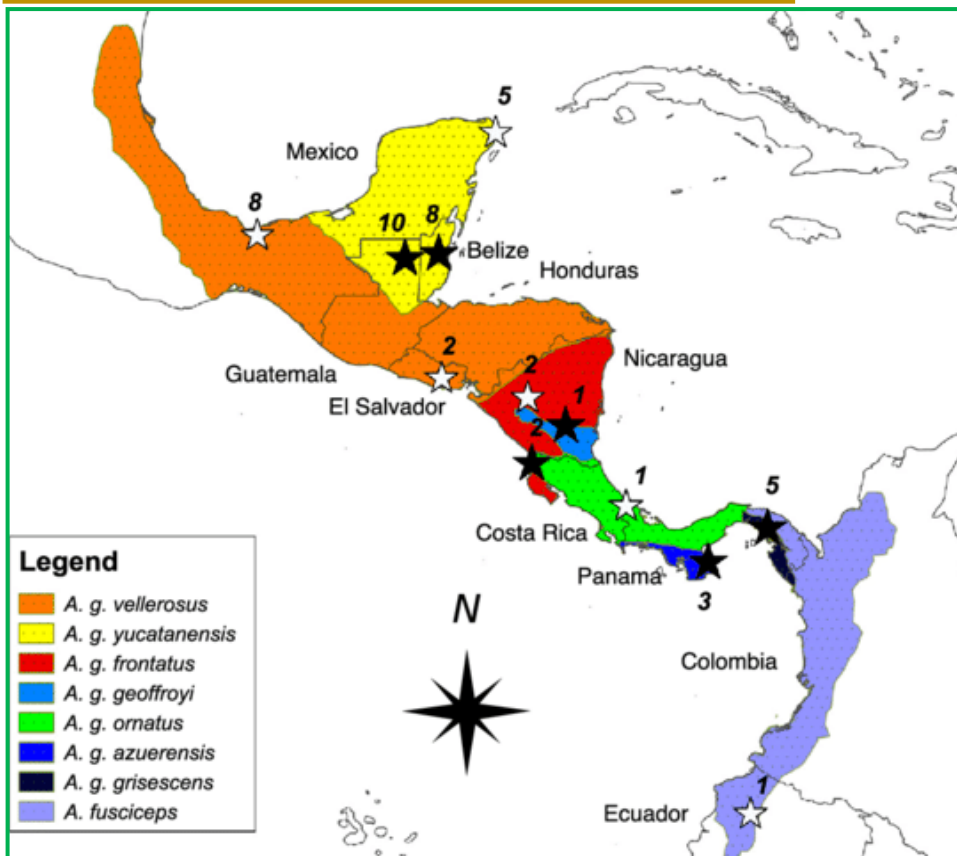 5
Mexico
8
10
8
Belize
Honduras
2
Nicaragua
Guatemala
2
1
El Salvador
2
1
5
Costa Rica
Panama
3
Legend
A. g. vellerosus
A. g. yucatanensis
A. g. frontatus
A. g. geoffroyi
A. g. ornatus
A. g. azuerensis
A. g. grisescens
A. fusciceps
N
Colombia
1
Ecuador